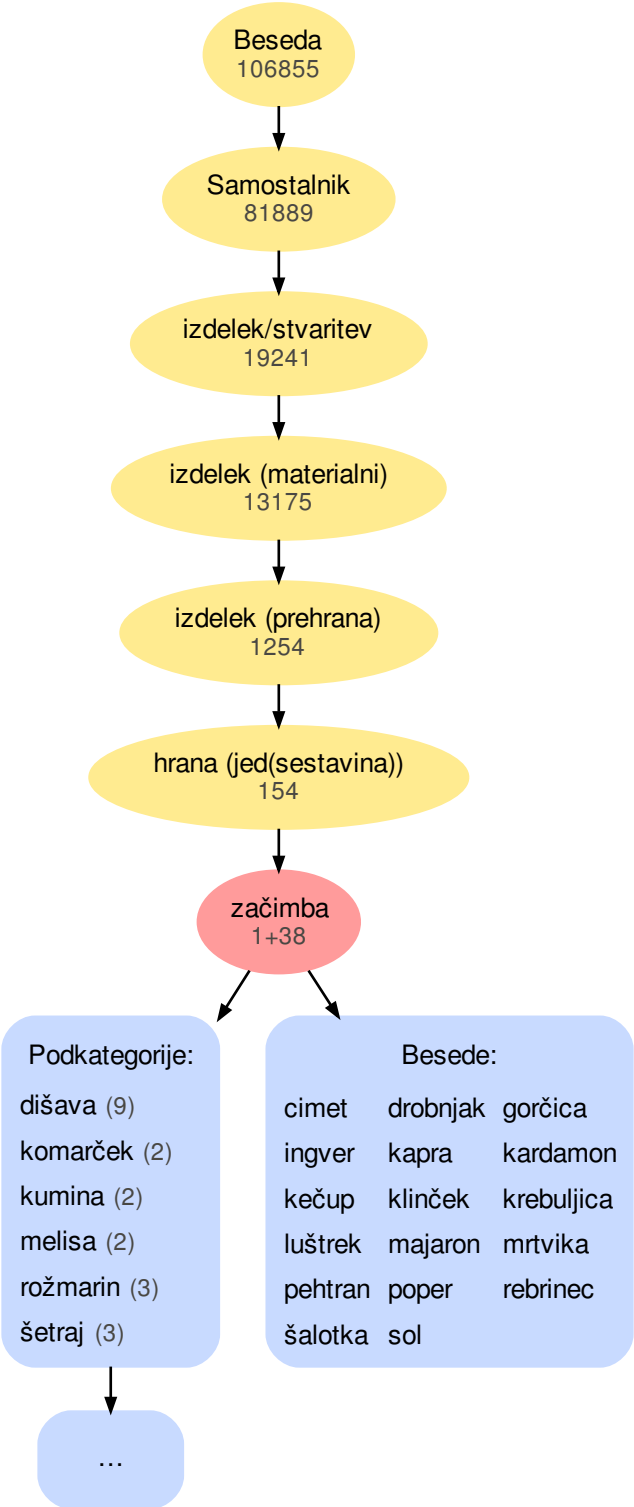 Beseda
106855
Samostalnik
81889
izdelek/stvaritev
19241
izdelek (materialni)
13175
izdelek (prehrana)
1254
hrana (jed(sestavina))
154
začimba
1+38
Podkategorije:
dišava (9)
komarček (2)
kumina (2)
melisa (2)
rožmarin (3)
šetraj (3)
...
Besede:
cimet drobnjak gorčica
ingver kapra kardamon
kečup klinček krebuljica
luštrek majaron mrtvika
pehtran poper rebrinec
šalotka sol